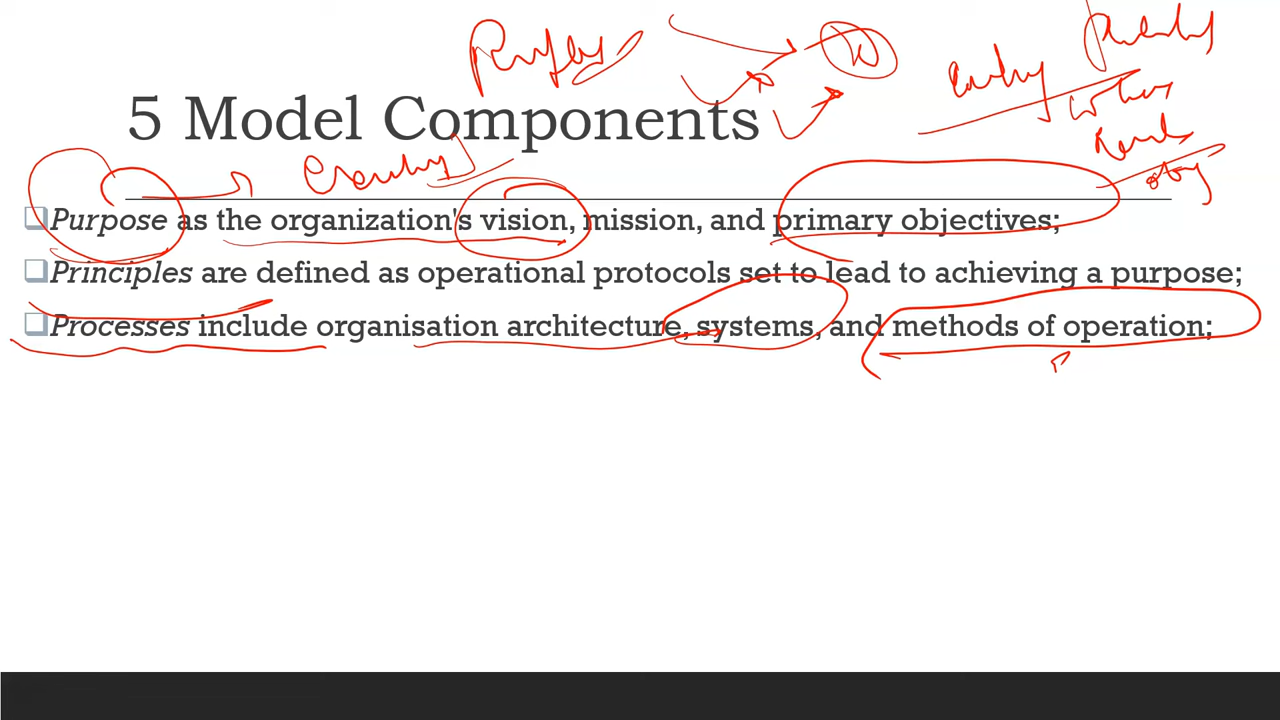 5 Model Components
Purpose as the organization's vision, mission, and primary objectives;
Principles are defined as operational protocols set to lead to achieving a purpose;
Processes include organisation architecture, systems, and methods of operation;